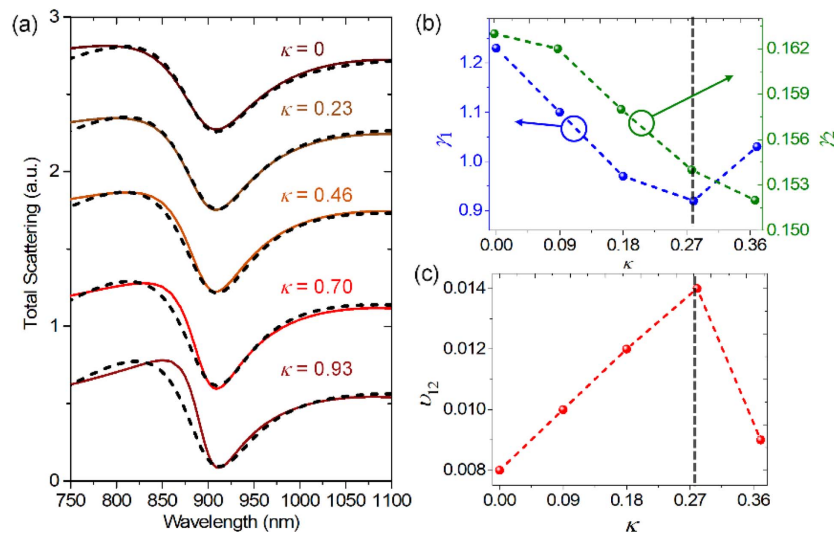 (a)
3
2
1
0
Total Scattering (a.u.)
κ = 0
κ = 0.23
κ = 0.46
κ = 0.70
κ = 0.93
750 800 850 900 950 1000 1050 1100
Wavelength (nm)
(b)
1.2
1.1
1.0
0.9
γ₁
0.162
0.159
0.156
0.153
0.150
γ₂
0.00 0.09 0.18 0.27 0.36
κ
(c)
0.014
0.012
0.010
0.008
υ₁₂
0.00 0.09 0.18 0.27 0.36
κ